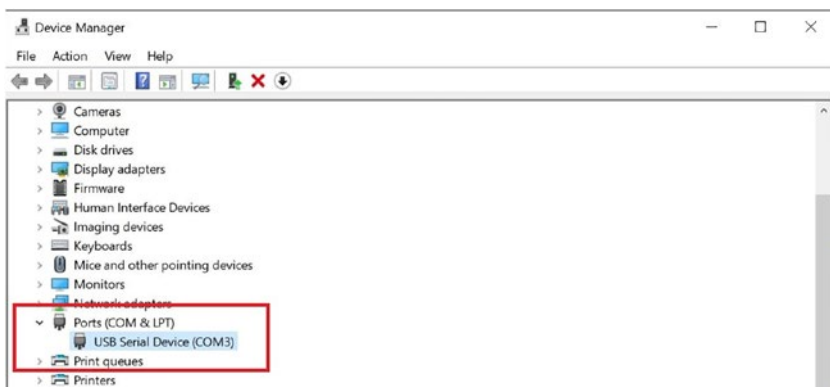 Device Manager
File Action View Help
Cameras
Computer
Disk drives
Display adapters
Firmware
Human Interface Devices
Imaging devices
Keyboards
Mice and other pointing devices
Monitors
Network adapters
Ports (COM & LPT)
USB Serial Device (COM3)
Print queues
Printers